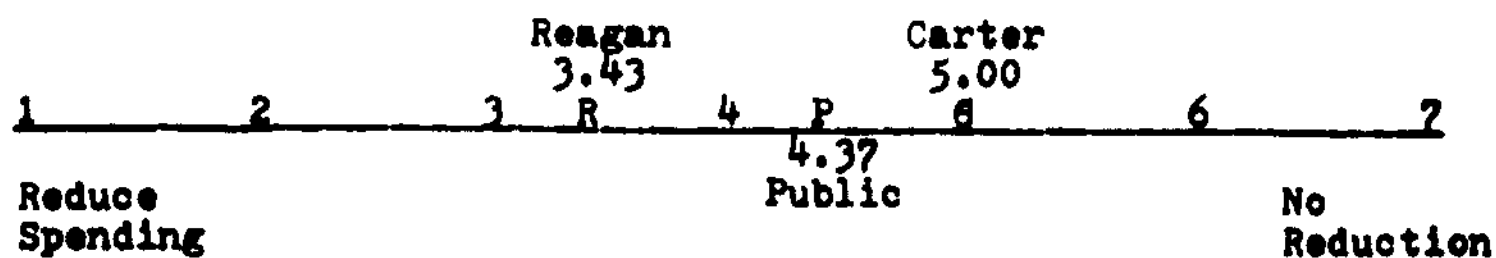 Reagan Carter
3.43 5.00
1 2 3 R 4 P C 6 7
4.37
Reduce Public No
Spending Reduction